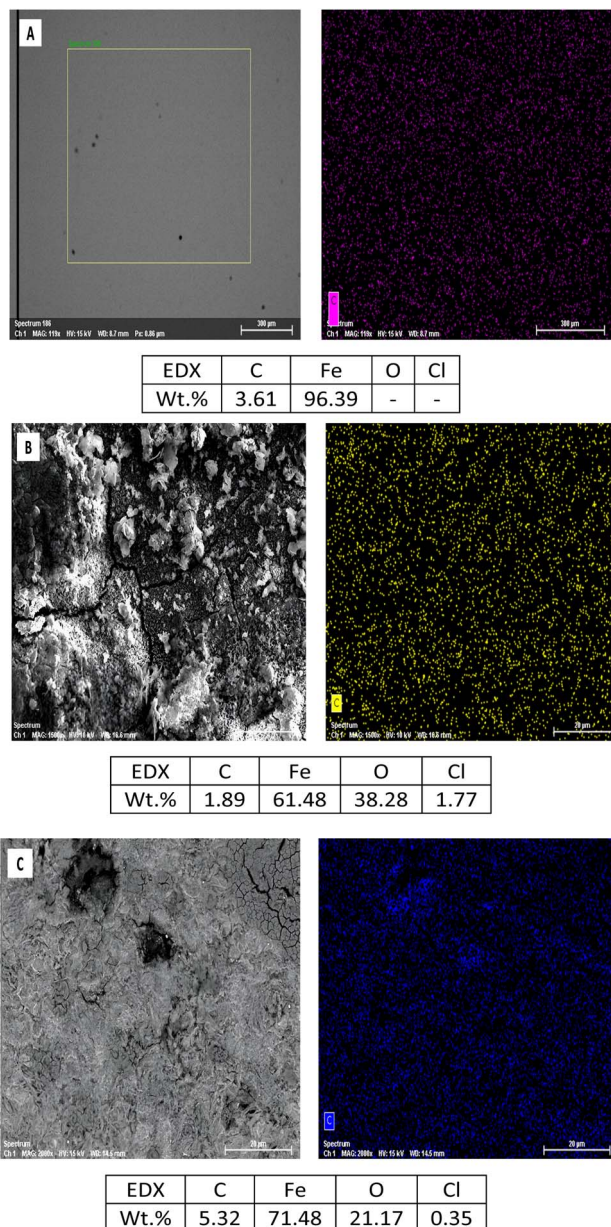 A
Spectrum 186
Ch 1 MAG: 119x HV: 15 kV WD: 8.7 mm Px: 0.86 µm
300 µm
C
Spectrum
Ch 1 MAG: 119x HV: 15 kV WD: 8.7 mm
300 µm
EDX C Fe O Cl
Wt.% 3.61 96.39 - -
B
Spectrum
C
Spectrum
20 µm
EDX C Fe O Cl
Wt.% 1.89 61.48 38.28 1.77
C
Spectrum
Ch 1 MAG: 2000x HV: 15 kV WD: 14.5 mm
20 µm
C
Spectrum
Ch 1 MAG: 2000x HV: 15 kV WD: 14.5 mm
20 µm
EDX C Fe O Cl
Wt.% 5.32 71.48 21.17 0.35